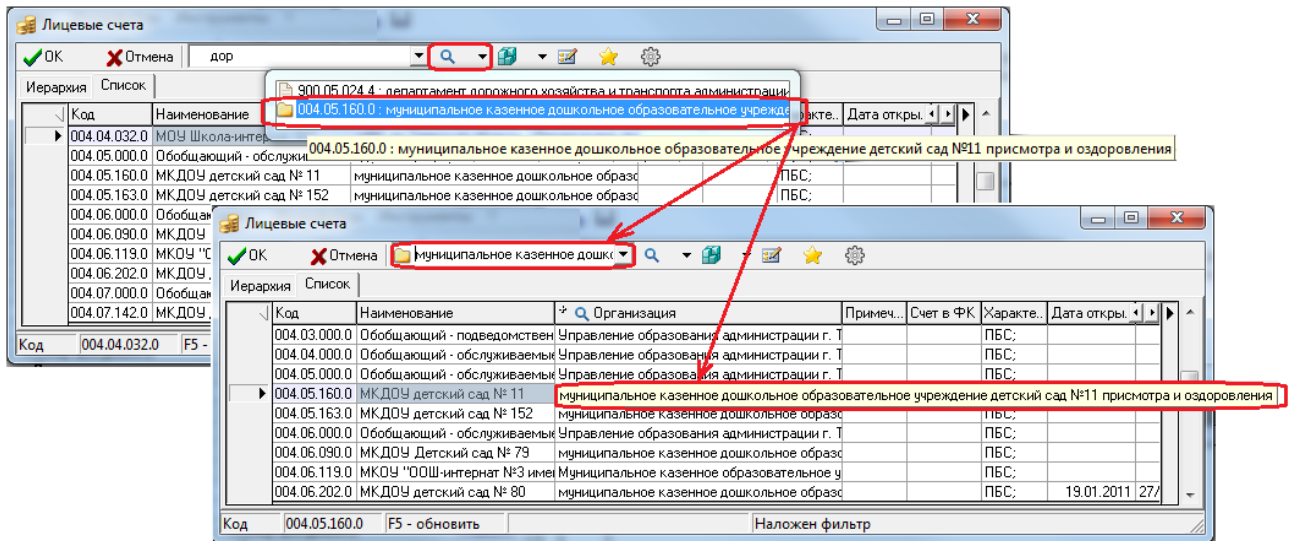 Лицевые счета
OK Отмена дор
Иерархия Список
900.05.024.4 : департамент дорожного хозяйства и транспорта администрации
004.05.160.0 : муниципальное казенное дошкольное образовательное учрежде
Код Наименование Дата откры.
004.04.032.0 МОУ Школа-интер
004.05.160.0 : муниципальное казенное дошкольное образовательное учреждение детский сад №11 присмотра и оздоровления
004.05.000.0 Обобщающий - обслужи
004.05.160.0 МКДОУ детский сад № 11 муниципальное казенное дошкольное образо ПБС;
004.05.163.0 МКДОУ детский сад № 152 муниципальное казенное дошкольное образо ПБС;
004.06.000.0 Обобщающ
004.06.090.0 МКДОУ
004.06.119.0 МКОУ "О
004.06.202.0 МКДОУ
004.07.000.0 Обобщающ
004.07.142.0 МКДОУ
Код 004.04.032.0 F5 -
Лицевые счета
OK Отмена муниципальное казенное дошк
Иерархия Список
Код Наименование Организация Примеч... Счет в ФК Характе.. Дата откры.
004.03.000.0 Обобщающий - подведомствен Управление образования администрации г. Т ПБС;
004.04.000.0 Обобщающий - обслуживаемые Управление образования администрации г. Т ПБС;
004.05.000.0 Обобщающий - обслуживаемые Управление образования администрации г. Т ПБС;
004.05.160.0 МКДОУ детский сад № 11 муниципальное казенное дошкольное образовательное учреждение детский сад №11 присмотра и оздоровления
004.05.163.0 МКДОУ детский сад № 152 муниципальное казенное дошкольное образо ПБС;
004.06.000.0 Обобщающий - обслуживаемые Управление образования администрации г. Т ПБС;
004.06.090.0 МКДОУ Детский сад № 79 муниципальное казенное дошкольное образо ПБС;
004.06.119.0 МКОУ "ООШ-интернат №3 име Муниципальное казенное образовательное у ПБС;
004.06.202.0 МКДОУ детский сад № 80 муниципальное казенное дошкольное образо ПБС; 19.01.2011 27/
Код 004.05.160.0 F5 - обновить Наложен фильтр